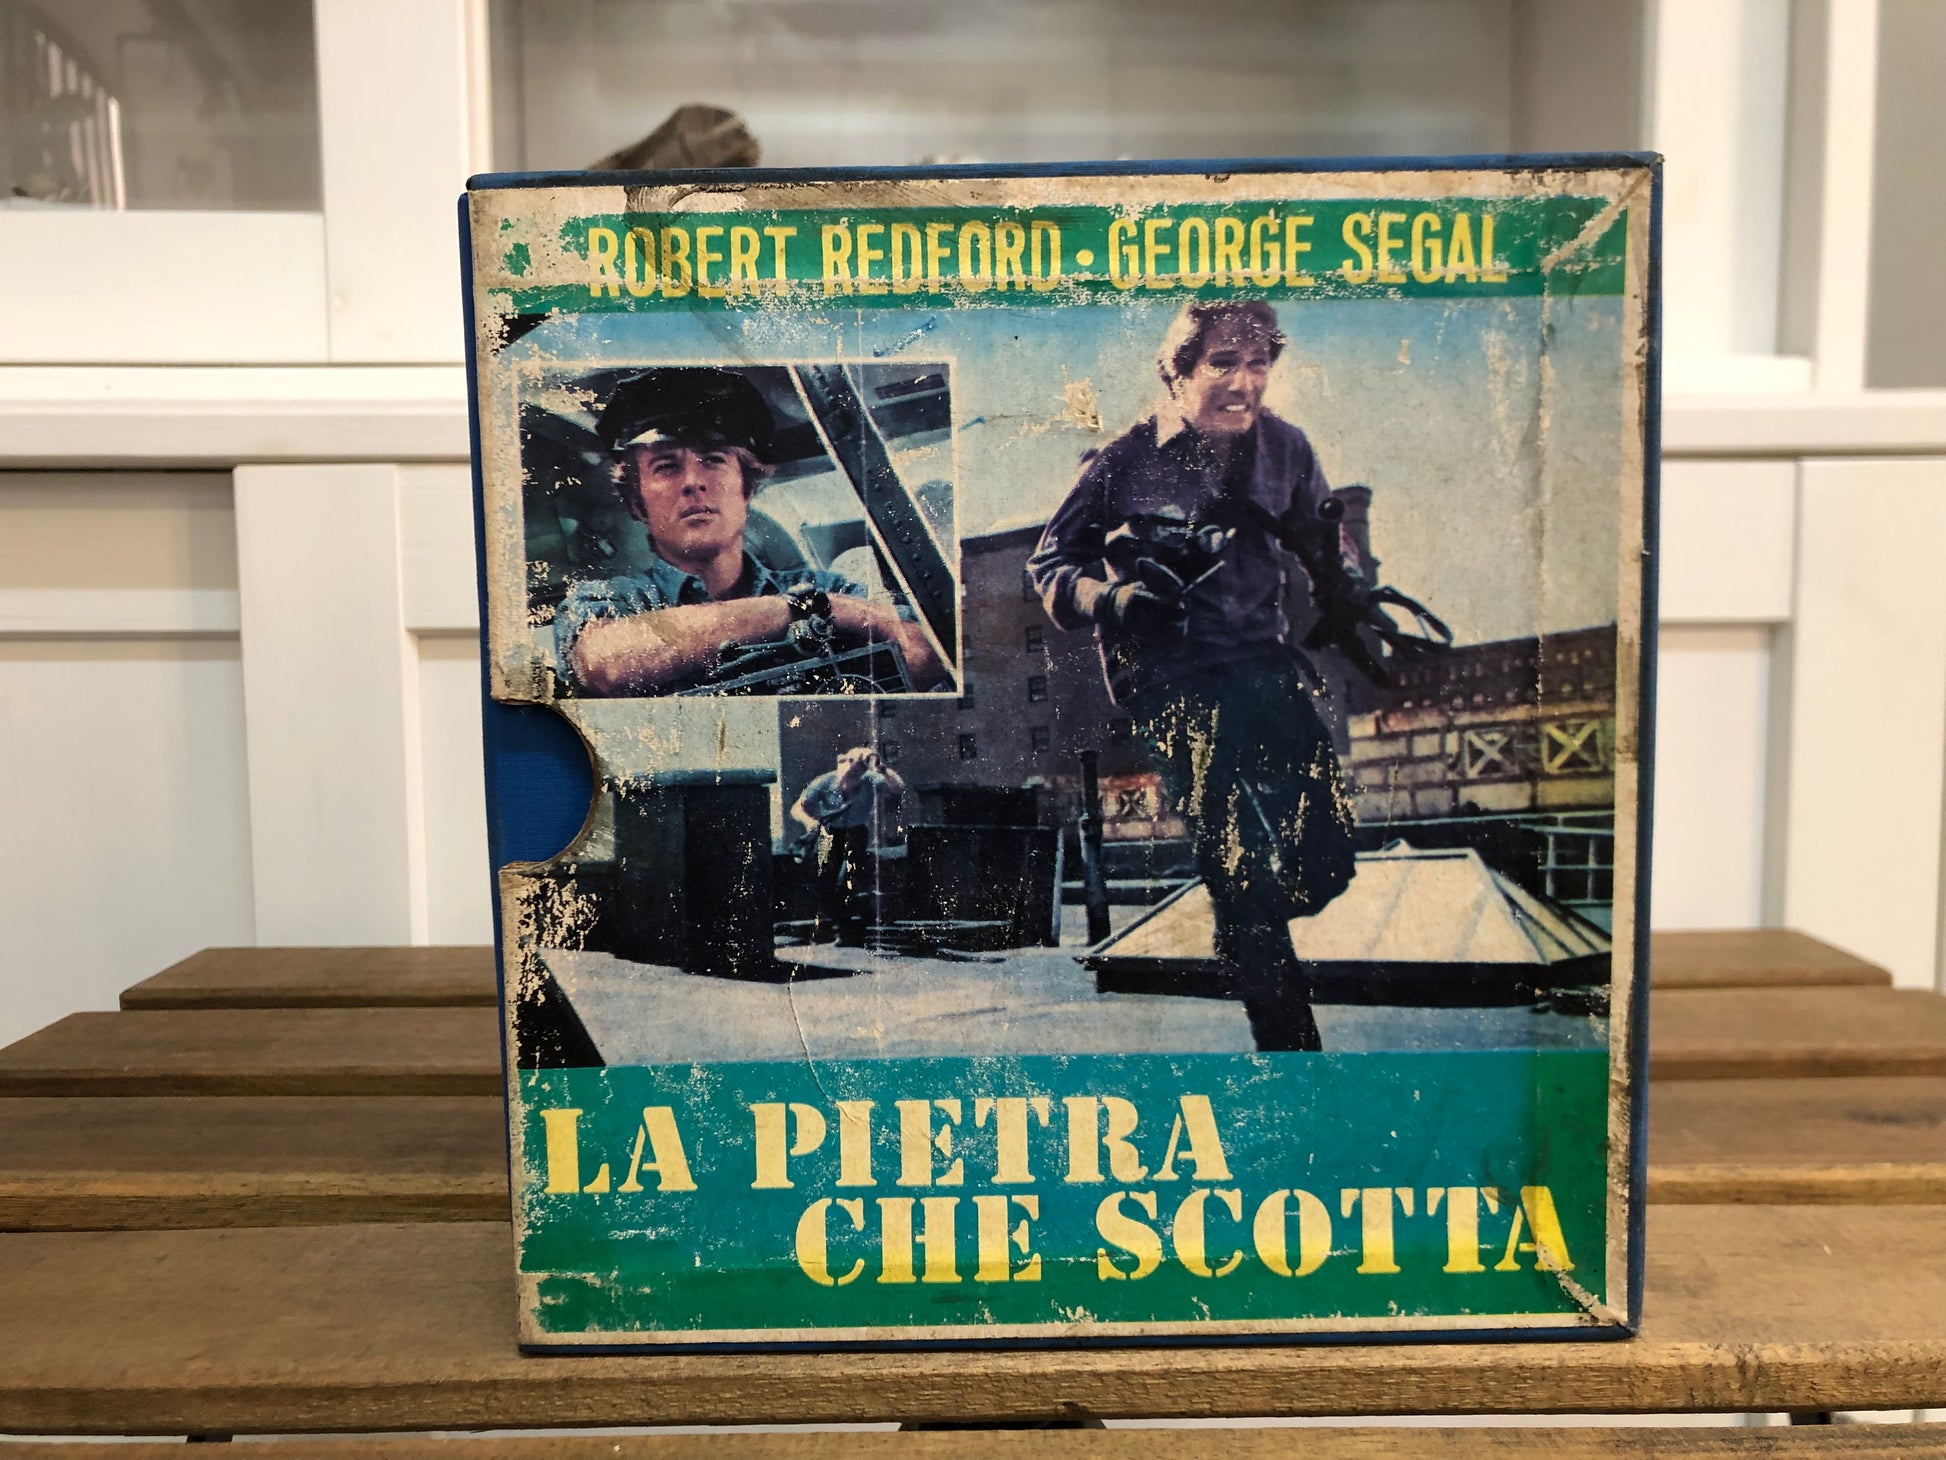 ROBERT REDFORD • GEORGE SEGAL
LA PIETRA
CHE SCOTTA